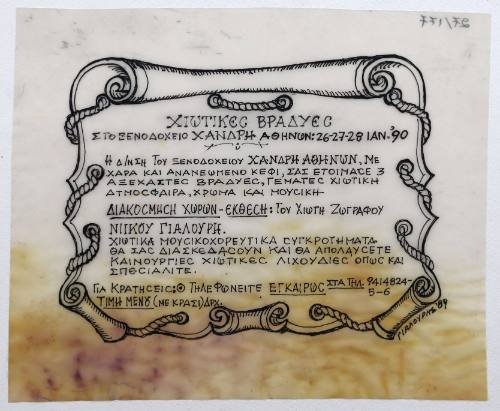 ΧΙΩΤΙΚΕΣ ΒΡΑΔΥΕΣ
ΣΤΟ ΞΕΝΟΔΟΧΕΙΟ ΧΑΝΔΡΗ ΑΘΗΝΩΝ: 26-27-28 ΙΑΝ. '90
Η Δ/ΝΣΗ ΤΟΥ ΞΕΝΟΔΟΧΕΙΟΥ ΧΑΝΔΡΗ ΑΘΗΝΩΝ, ΜΕ
ΧΑΡΑ ΚΑΙ ΑΝΑΝΕΩΜΕΝΟ ΚΕΦΙ, ΣΑΣ ΕΤΟΙΜΑΣΕ 3
ΑΞΕΧΑΣΤΕΣ ΒΡΑΔΥΕΣ, ΓΕΜΑΤΕΣ ΧΙΩΤΙΚΗ
ΑΤΜΟΣΦΑΙΡΑ, ΧΡΩΜΑ ΚΑΙ ΜΟΥΣΙΚΗ
ΔΙΑΚΟΣΜΗΣΗ ΧΩΡΩΝ-ΕΚΘΕΣΗ: ΤΟΥ ΧΙΩΤΗ ΖΩΓΡΑΦΟΥ
ΝΙΚΟΥ ΓΙΑΛΟΥΡΗ.
ΧΙΩΤΙΚΑ ΜΟΥΣΙΚΟΧΟΡΕΥΤΙΚΑ ΣΥΓΚΡΟΤΗΜΑΤΑ
ΘΑ ΣΑΣ ΔΙΑΣΚΕΔΑΣΟΥΝ ΚΑΙ ΘΑ ΑΠΟΛΑΥΣΕΤΕ
ΚΑΙΝΟΥΡΓΙΕΣ ΧΙΩΤΙΚΕΣ ΛΙΧΟΥΔΙΕΣ ΟΠΩΣ ΚΑΙ
ΣΠΕΣΙΑΛΙΤΕ.
ΓΙΑ ΚΡΑΤΗΣΕΙΣ: ΤΗΛΕΦΩΝΕΙΤΕ ΕΓΚΑΙΡΩΣ ΣΤΑ ΤΗΛ. 9414824-
5-6
ΤΙΜΗ ΜΕΝΟΥ (ΜΕ ΚΡΑΣΙ) ΔΡΧ.
ΓΙΑΛΟΥΡΗΣ '89